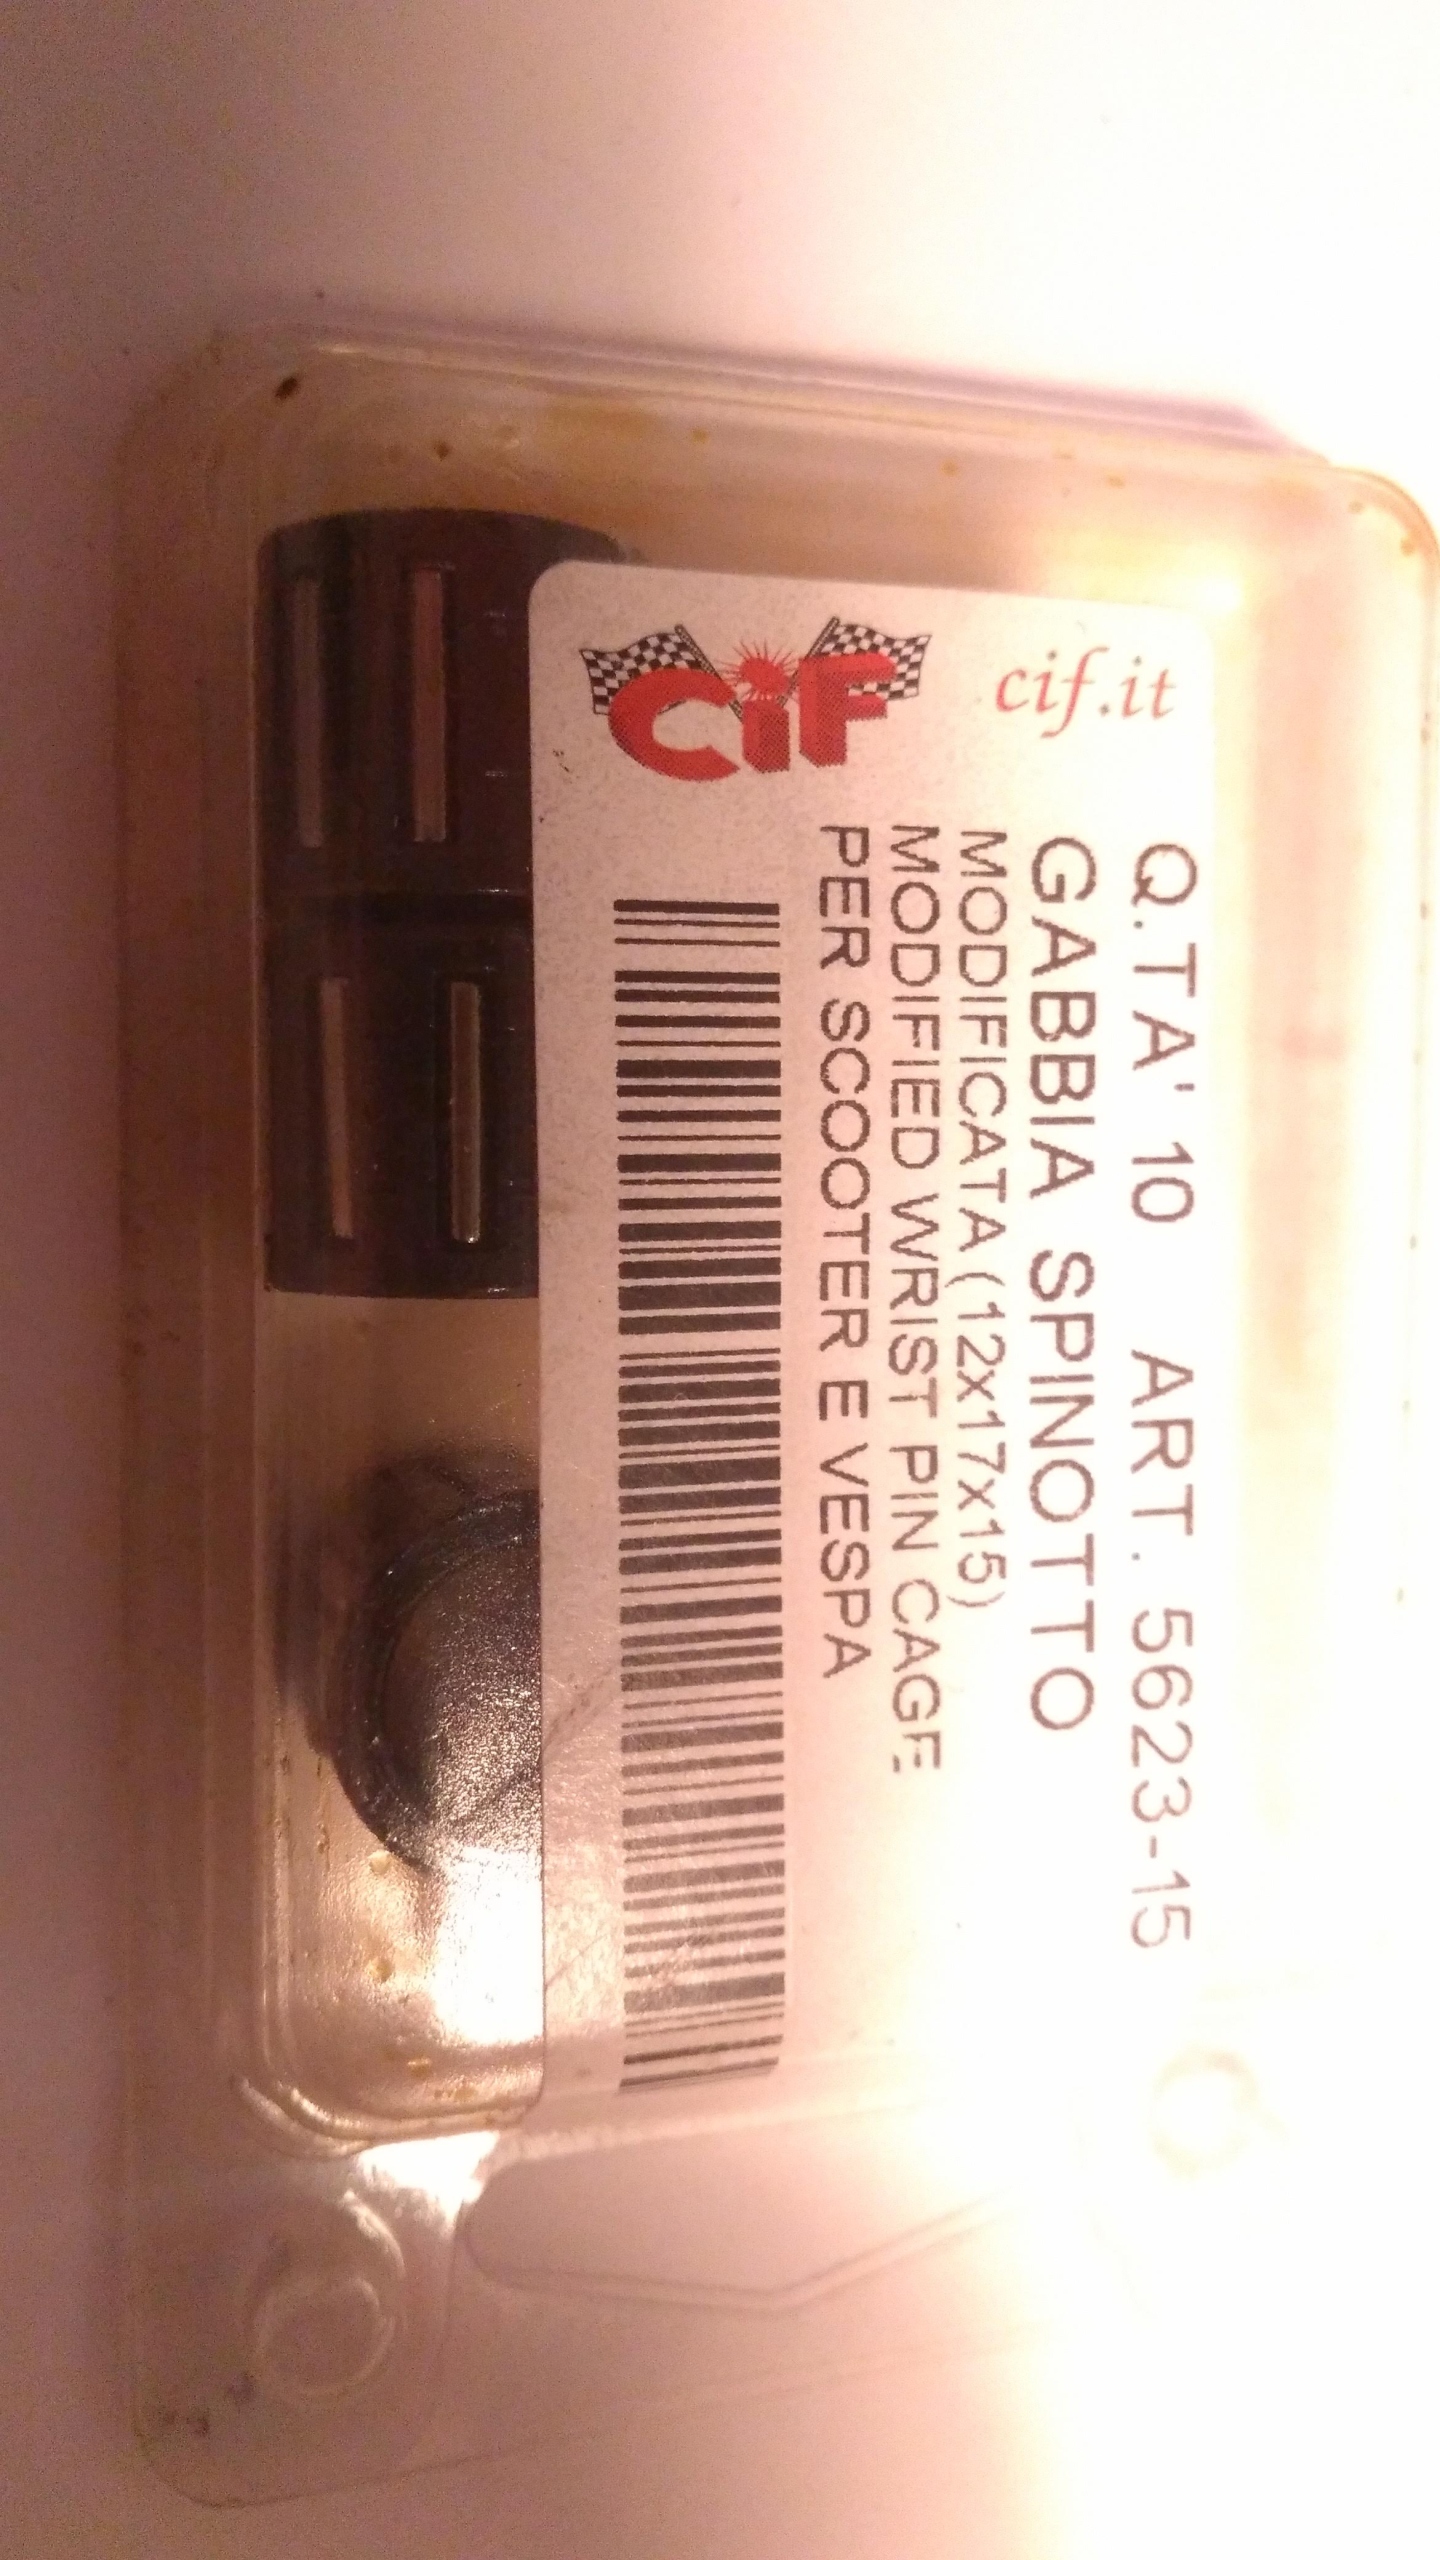 cif.it
CiF
Q.TA' 10 ART. 5623-15
GABBIA SPINOTTO
MODIFICATA (12x17x15)
MODIFIED WRIST PIN CAGE
PER SCOOTER E VESPA